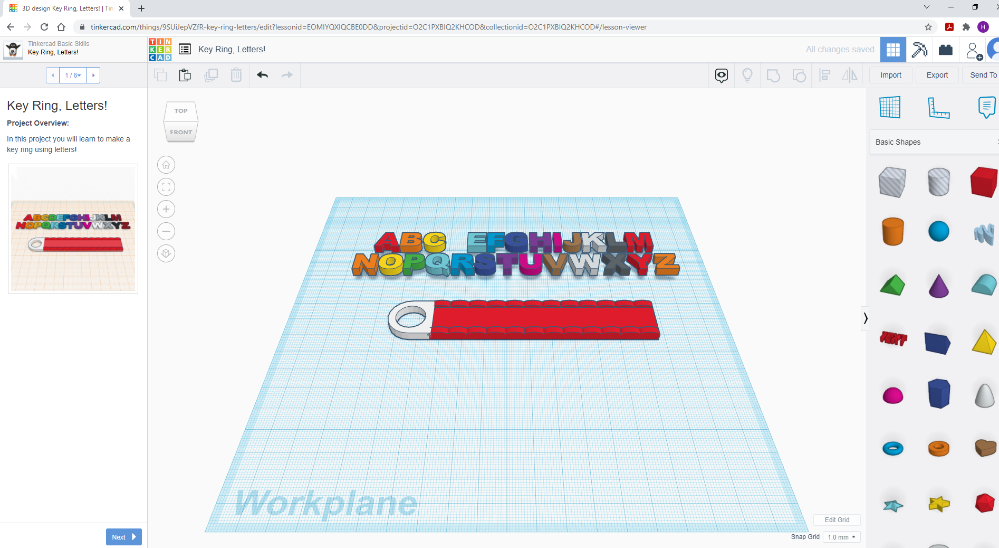 3D design Key Ring, Letters! | Tin
tinkercad.com/things/9SUiJepVZfR-key-ring-letters/edit?lessonid=EOMIYQXIQCBE0DD&projectid=O2C1PXBIQ2KHCOD&collectionid=O2C1PXBIQ2KHCOD#/lesson-viewer
H
Tinkercad Basic Skills
Key Ring, Letters!
TIN
KER
CAD
Key Ring, Letters!
All changes saved
1 / 6
Import
Export
Send To
Key Ring, Letters!
Project Overview:
In this project you will learn to make a
key ring using letters!
ABCDEFGHIJKLM
NOPQRSTUVWXYZ
TOP
FRONT
ABC EFGHIJKLM
NOPQRSTUVWXYZ
Workplane
Basic Shapes
TEXT
Edit Grid
Snap Grid
1.0 mm
Next